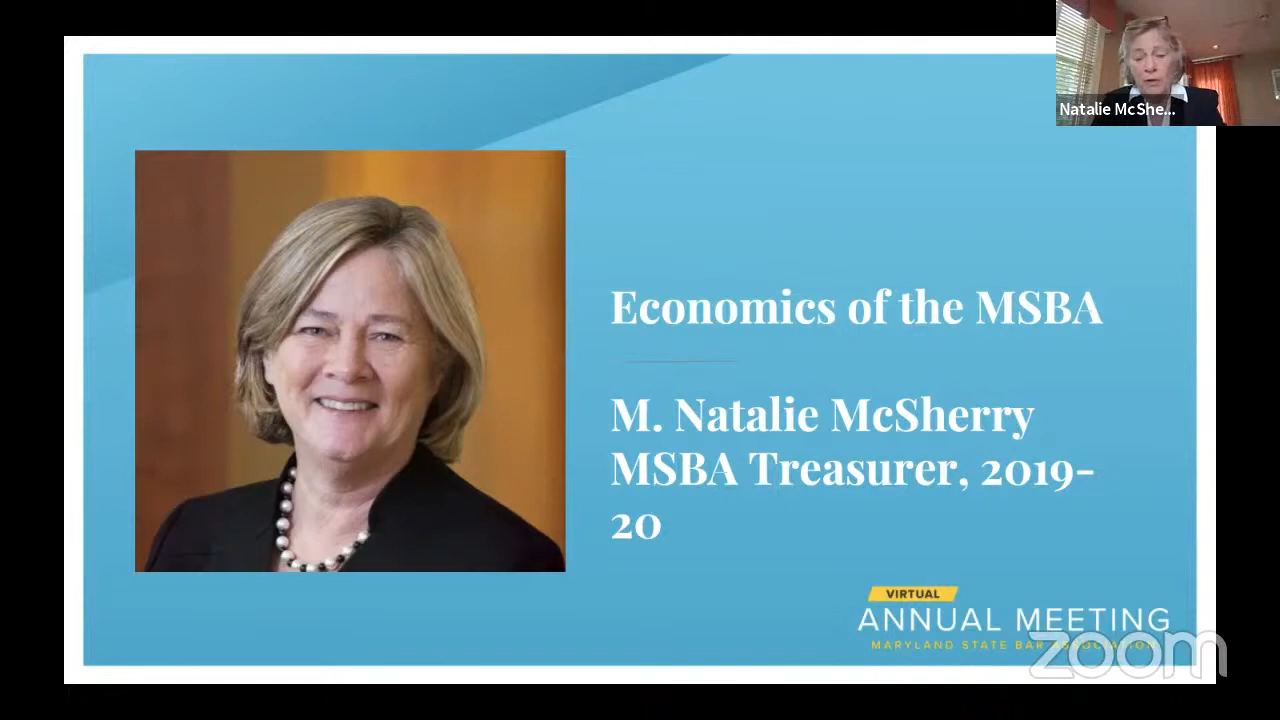 Natalie McShe...
Economics of the MSBA
M. Natalie McSherry
MSBA Treasurer, 2019-
20
VIRTUAL
ANNUAL MEETING
MARYLAND STATE BAR ASSOCIATION
zoom